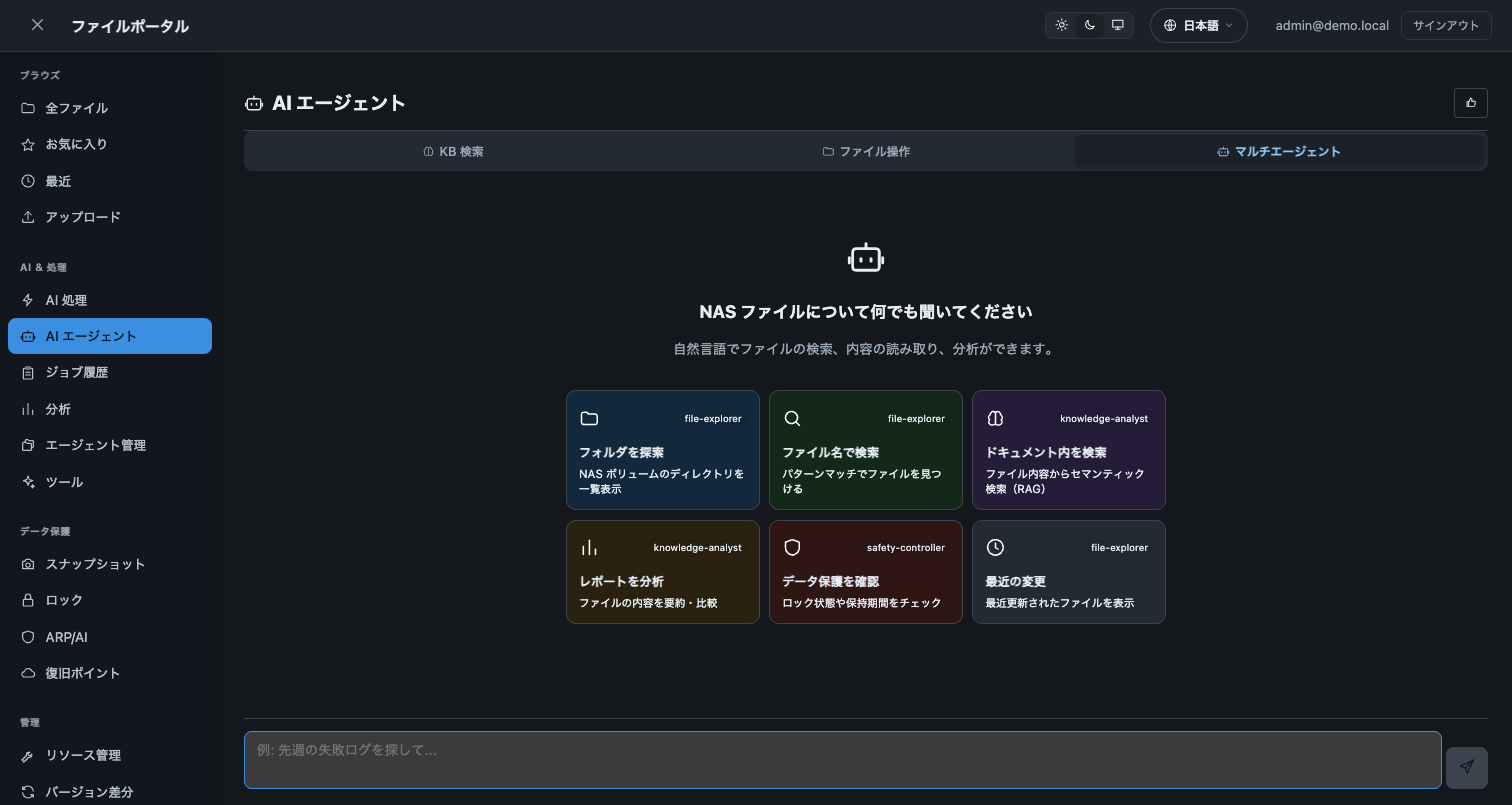 ファイルポータル
日本語
admin@demo.local
サインアウト
ブラウズ
全ファイル
お気に入り
最近
アップロード
AI & 処理
AI 処理
AI エージェント
ジョブ履歴
分析
エージェント管理
ツール
データ保護
スナップショット
ロック
ARP/AI
復旧ポイント
管理
リソース管理
バージョン差分
AI エージェント
KB 検索
ファイル操作
マルチエージェント
NAS ファイルについて何でも聞いてください
自然言語でファイルの検索、内容の読み取り、分析ができます。
file-explorer
フォルダを探索
NAS ボリュームのディレクトリを
一覧表示
file-explorer
ファイル名で検索
パターンマッチでファイルを見つ
ける
knowledge-analyst
ドキュメント内を検索
ファイル内容からセマンティック
検索（RAG）
knowledge-analyst
レポートを分析
ファイルの内容を要約・比較
safety-controller
データ保護を確認
ロック状態や保持期間をチェック
file-explorer
最近の変更
最近更新されたファイルを表示
例: 先週の失敗ログを探して...